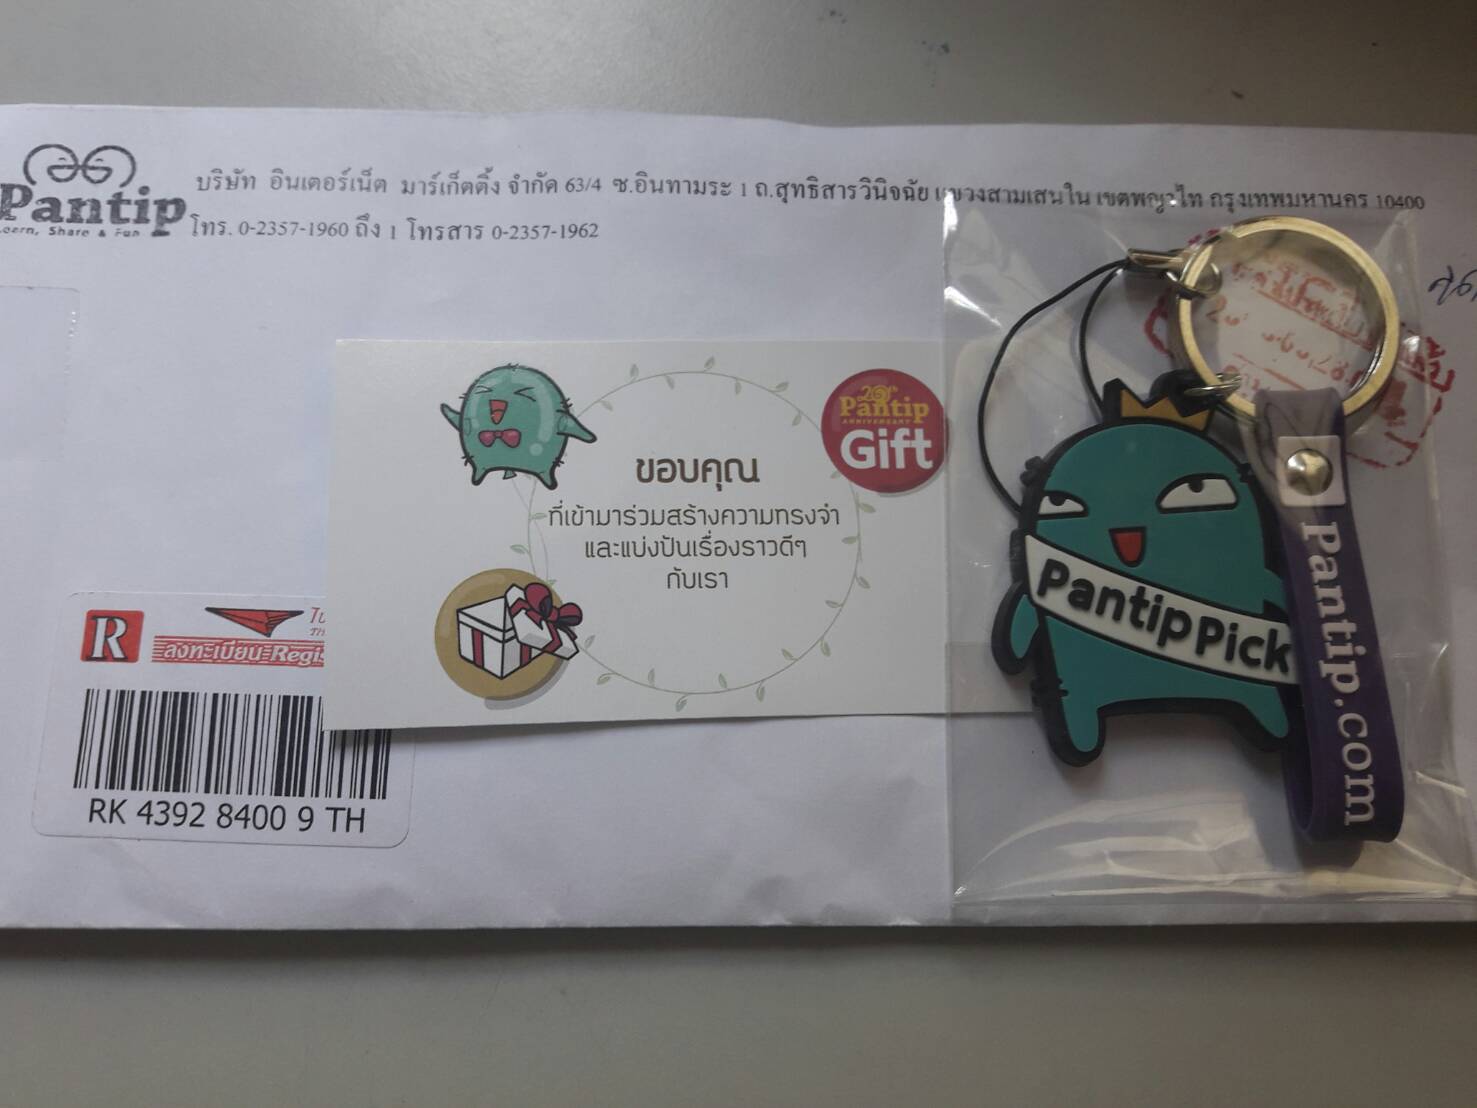 Pantip
Learn, Share & Fun
บริษัท อินเตอร์เน็ต มาร์เก็ตติ้ง จำกัด 63/4 ซ.อินทามระ 1 ถ.สุทธิสารวินิจฉัย แขวงสามเสนใน เขตพญาไท กรุงเทพมหานคร 10400
โทร. 0-2357-1960 ถึง 1 โทรสาร 0-2357-1962
20th
Pantip
ANNIVERSARY
Gift
ขอบคุณ
ที่เข้ามาร่วมสร้างความทรงจำ
และแบ่งปันเรื่องราวดีๆ
กับเรา
PantipPick
Pantip.com
R
ลงทะเบียน Regis
RK 4392 8400 9 TH